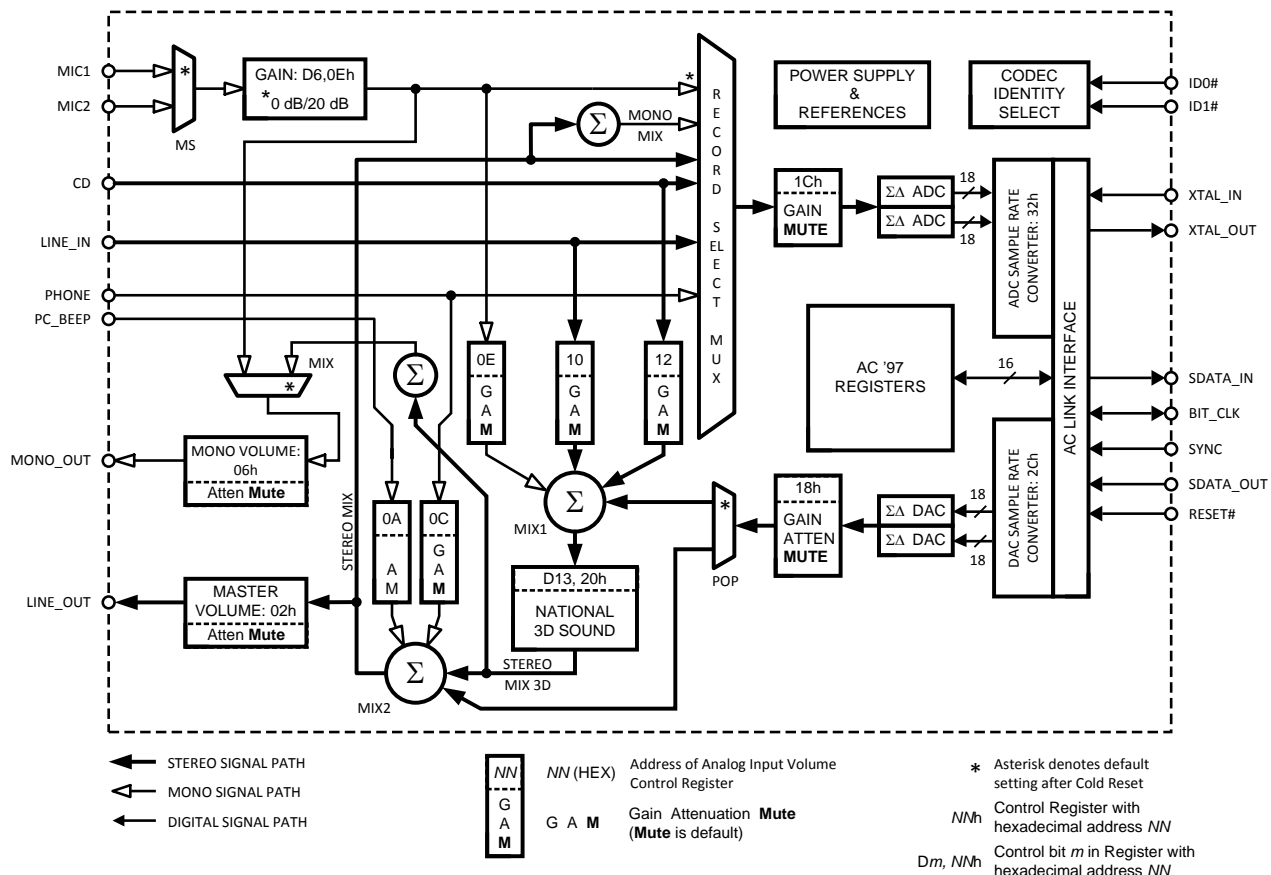 MIC1
MIC2
*
MS
GAIN: D6,0Eh
*0 dB/20 dB
*
Σ
MONO
MIX
RECORD SELECT MUX
POWER SUPPLY
&
REFERENCES
CODEC
IDENTITY
SELECT
ID0#
ID1#
CD
LINE_IN
PHONE
PC_BEEP
1Ch
GAIN
MUTE
ΣΔ ADC
ΣΔ ADC
18
18
ADC SAMPLE RATE
CONVERTER: 32h
AC LINK INTERFACE
XTAL_IN
XTAL_OUT
MIX
*
Σ
0E
G
A
M
10
G
A
M
12
G
A
M
AC '97
REGISTERS
16
SDATA_IN
BIT_CLK
SYNC
SDATA_OUT
RESET#
MONO_OUT
MONO VOLUME:
06h
Atten Mute
STEREO MIX
0A
A
M
0C
G
A
M
Σ
MIX1
*
POP
18h
GAIN
ATTEN
MUTE
ΣΔ DAC
ΣΔ DAC
18
18
DAC SAMPLE RATE
CONVERTER: 2Ch
LINE_OUT
MASTER
VOLUME: 02h
Atten Mute
D13, 20h
NATIONAL
3D SOUND
Σ
MIX2
STEREO
MIX 3D
STEREO SIGNAL PATH
MONO SIGNAL PATH
DIGITAL SIGNAL PATH
NN
G
A
M
NN (HEX)
Address of Analog Input Volume
Control Register
G A M
Gain Attenuation Mute
(Mute is default)
* Asterisk denotes default
setting after Cold Reset
NNh Control Register with
hexadecimal address NN
Dm, NNh Control bit m in Register with
hexadecimal address NN